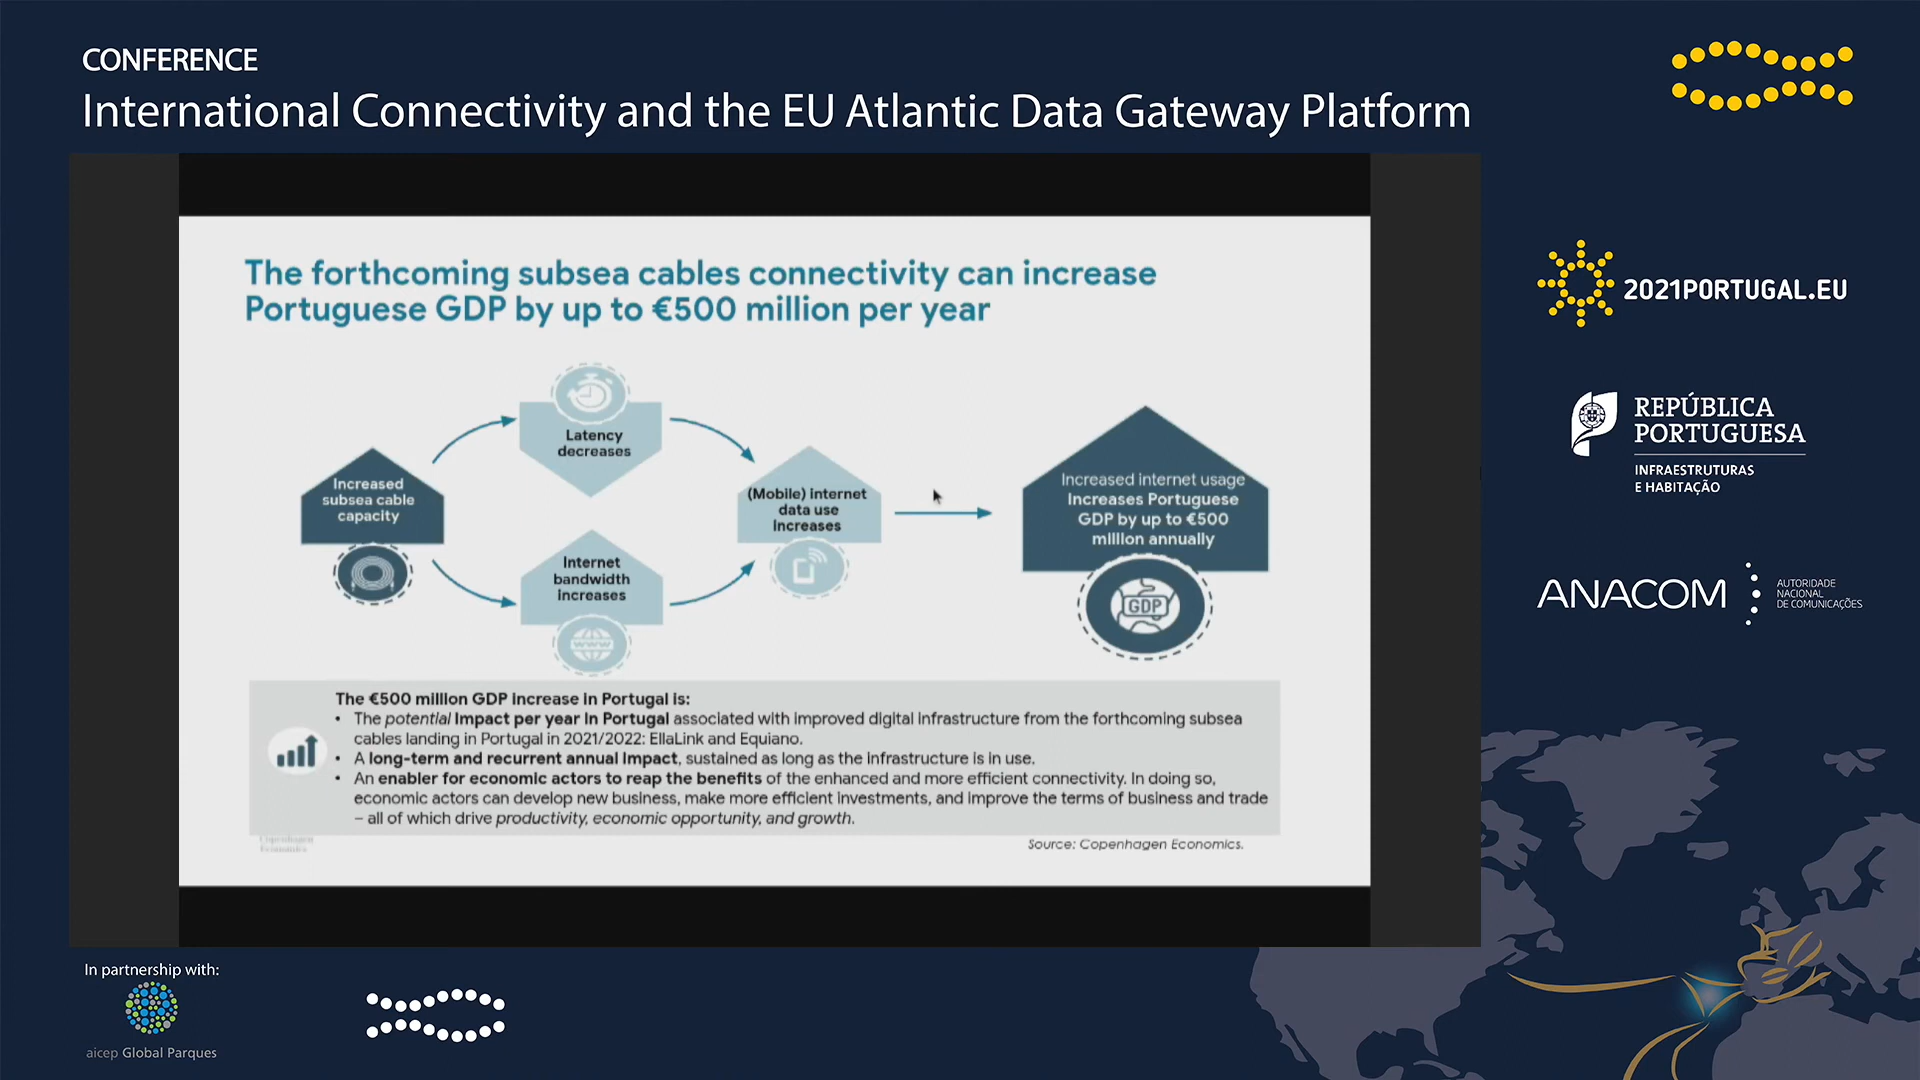 CONFERENCE
International Connectivity and the EU Atlantic Data Gateway Platform
The forthcoming subsea cables connectivity can increase
Portuguese GDP by up to €500 million per year
Increased
subsea cable
capacity
Latency
decreases
Internet
bandwidth
increases
www
(Mobile) internet
data use
increases
Increased internet usage
Increases Portuguese
GDP by up to €500
million annually
GDP
The €500 million GDP increase in Portugal is:
• The potential impact per year in Portugal associated with improved digital infrastructure from the forthcoming subsea
cables landing in Portugal in 2021/2022: EllaLink and Equiano.
• A long-term and recurrent annual impact, sustained as long as the infrastructure is in use.
• An enabler for economic actors to reap the benefits of the enhanced and more efficient connectivity. In doing so,
economic actors can develop new business, make more efficient investments, and improve the terms of business and trade
– all of which drive productivity, economic opportunity, and growth.
Copenhagen
Economics
Source: Copenhagen Economics.
2021PORTUGAL.EU
REPÚBLICA
PORTUGUESA
INFRAESTRUTURAS
E HABITAÇÃO
ANACOM
AUTORIDADE
NACIONAL
DE COMUNICAÇÕES
In partnership with:
aicep Global Parques